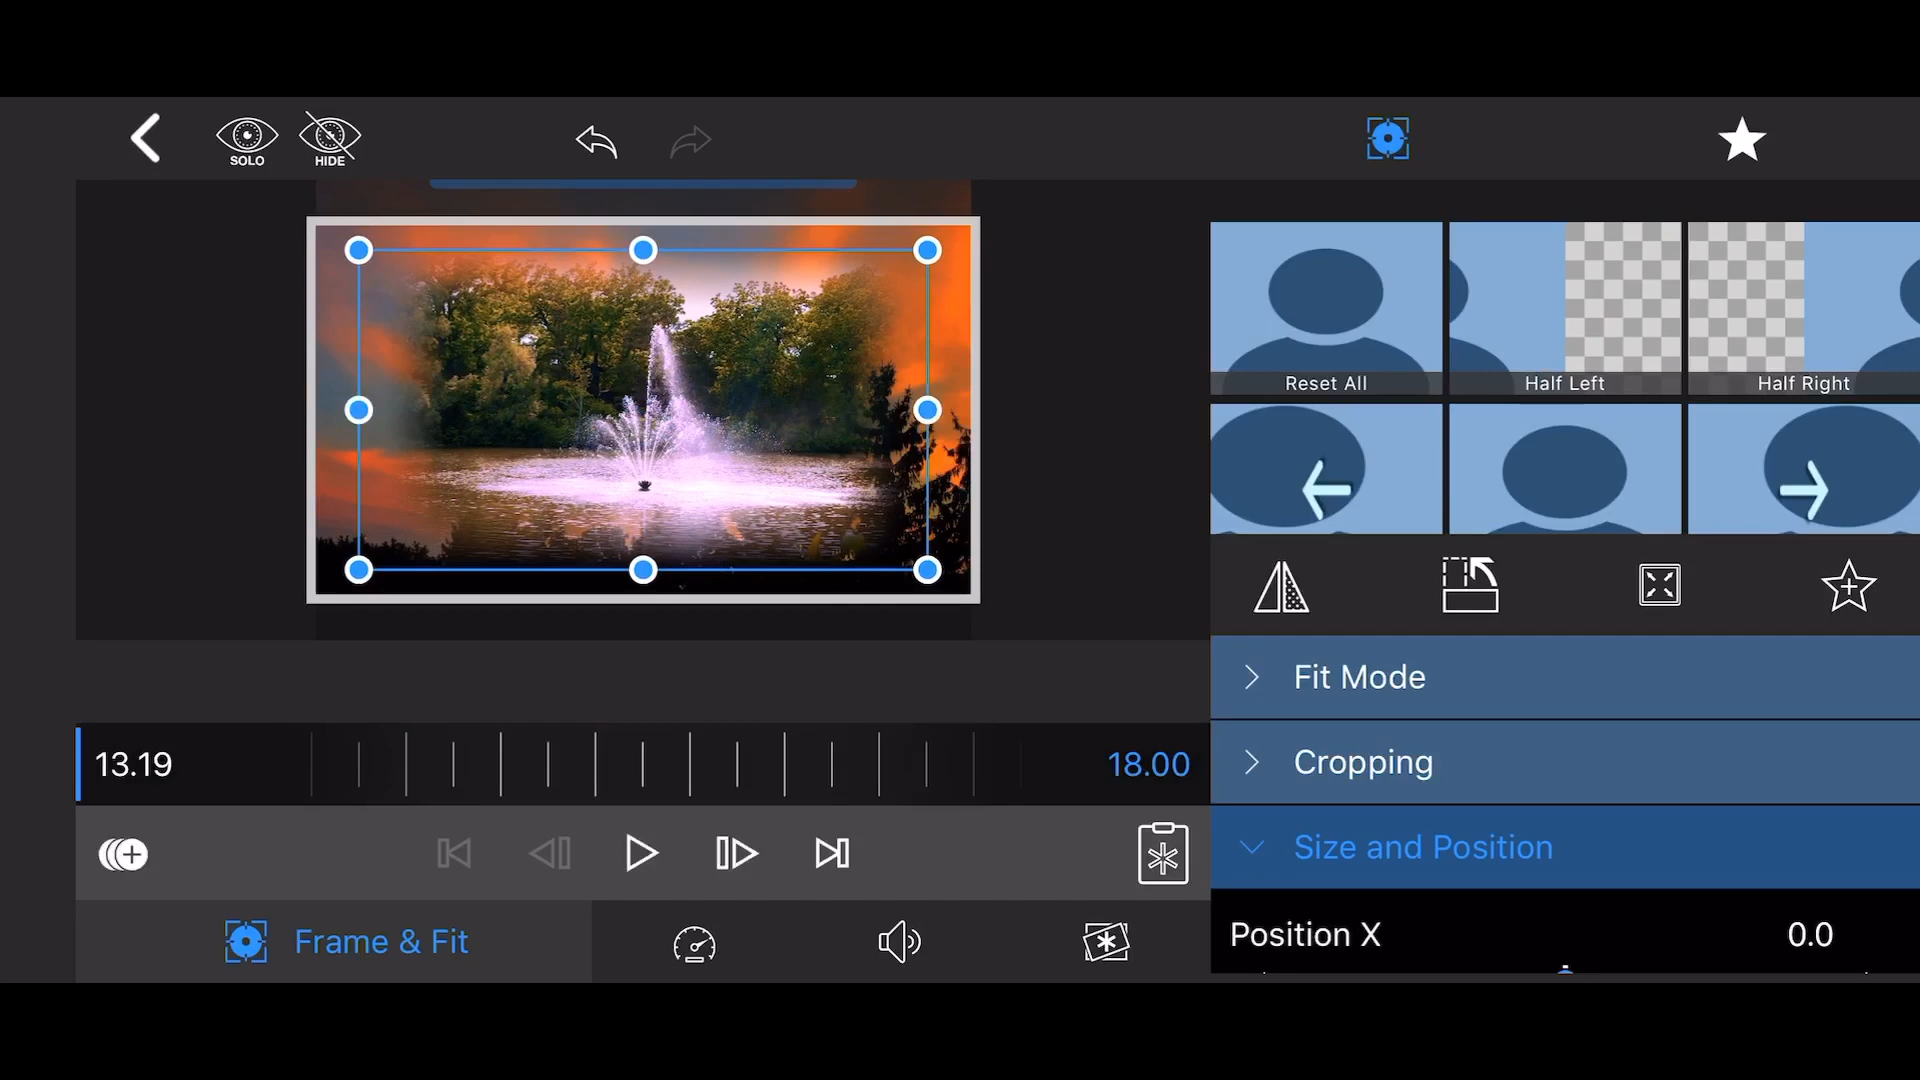 SOLO
HIDE
Reset All
Half Left
Half Right
Fit Mode
Cropping
13.19
18.00
Size and Position
Position X
0.0
Frame & Fit